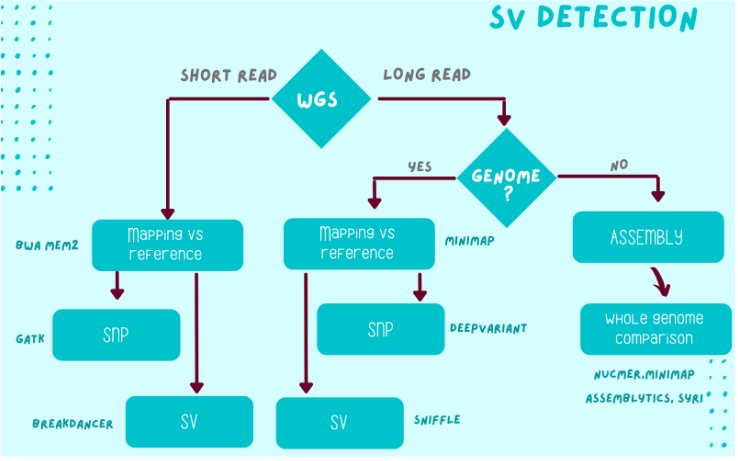 SV DETECTION
SHORT READ
LONG READ
WGS
YES
GENOME
?
NO
BWA MEM2
Mapping vs
reference
Mapping vs
reference
MINIMAP
ASSEMBLY
GATK
SNP
SNP
DEEPVARIANT
whole genome
comparison
NUCMER,MINIMAP
ASSEMBLYTICS, SYRI
BREAKDANCER
SV
SV
SNIFFLE